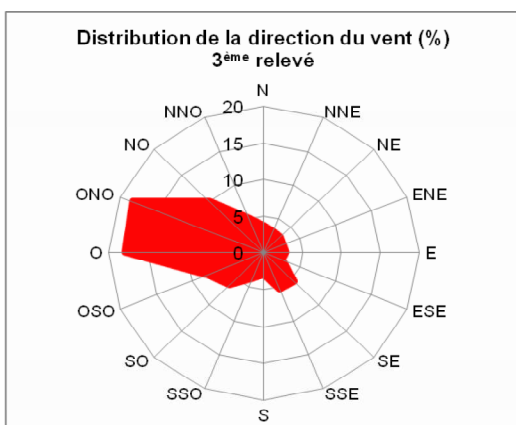 Distribution de la direction du vent (%)
3ème relevé
N
NNO 20 NNE
NO 15 NE
ONO 10 ENE
5
O 0 E
OSO ESE
SO SE
SSO SSE
S